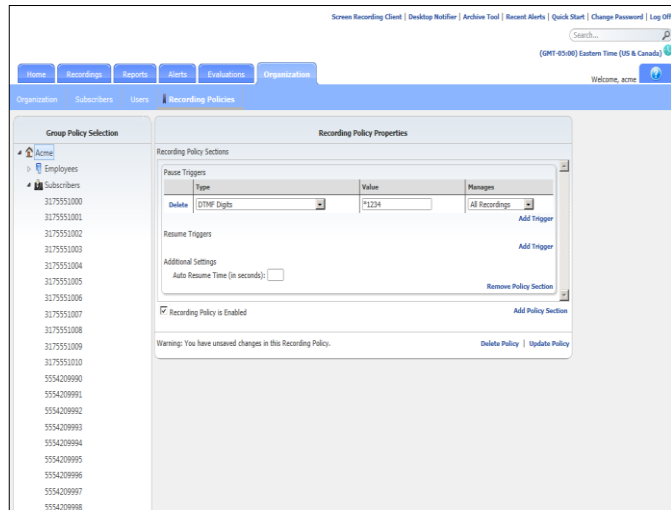 Screen Recording Client | Desktop Notifier | Archive Tool | Recent Alerts | Quick Start | Change Password | Log Off
Search...
(GMT-05:00) Eastern Time (US & Canada)
Home Recordings Reports Alerts Evaluations Organization
Welcome, acme
Organization Subscribers Users Recording Policies
Group Policy Selection
Acme
Employees
Subscribers
3175551000
3175551001
3175551002
3175551003
3175551004
3175551005
3175551006
3175551007
3175551008
3175551009
3175551010
5554209990
5554209991
5554209992
5554209993
5554209994
5554209995
5554209996
5554209997
5554209998
Recording Policy Properties
Recording Policy Sections
Pause Triggers
Type Value Manages
Delete DTMF Digits *1234 All Recordings
Add Trigger
Resume Triggers
Add Trigger
Additional Settings
Auto Resume Time (in seconds):
Remove Policy Section
Recording Policy is Enabled
Add Policy Section
Warning: You have unsaved changes in this Recording Policy.
Delete Policy | Update Policy